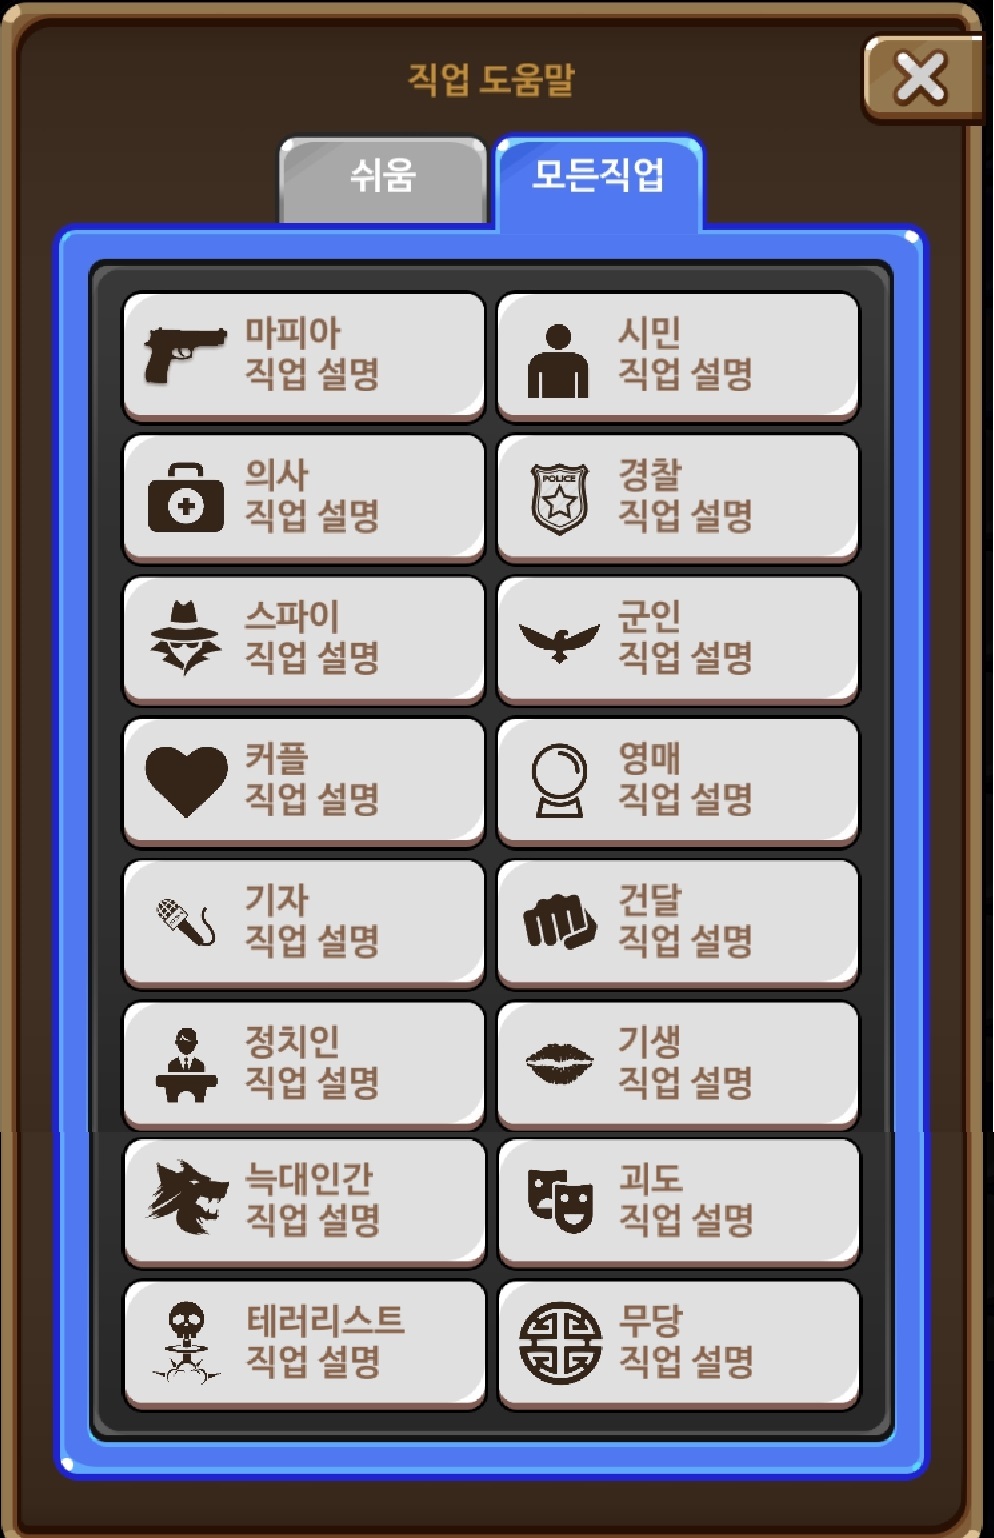 직업 도움말
쉬움
모든직업
마피아
직업 설명
시민
직업 설명
의사
직업 설명
POLICE
경찰
직업 설명
스파이
직업 설명
군인
직업 설명
커플
직업 설명
영매
직업 설명
기자
직업 설명
건달
직업 설명
정치인
직업 설명
기생
직업 설명
늑대인간
직업 설명
괴도
직업 설명
테러리스트
직업 설명
무당
직업 설명